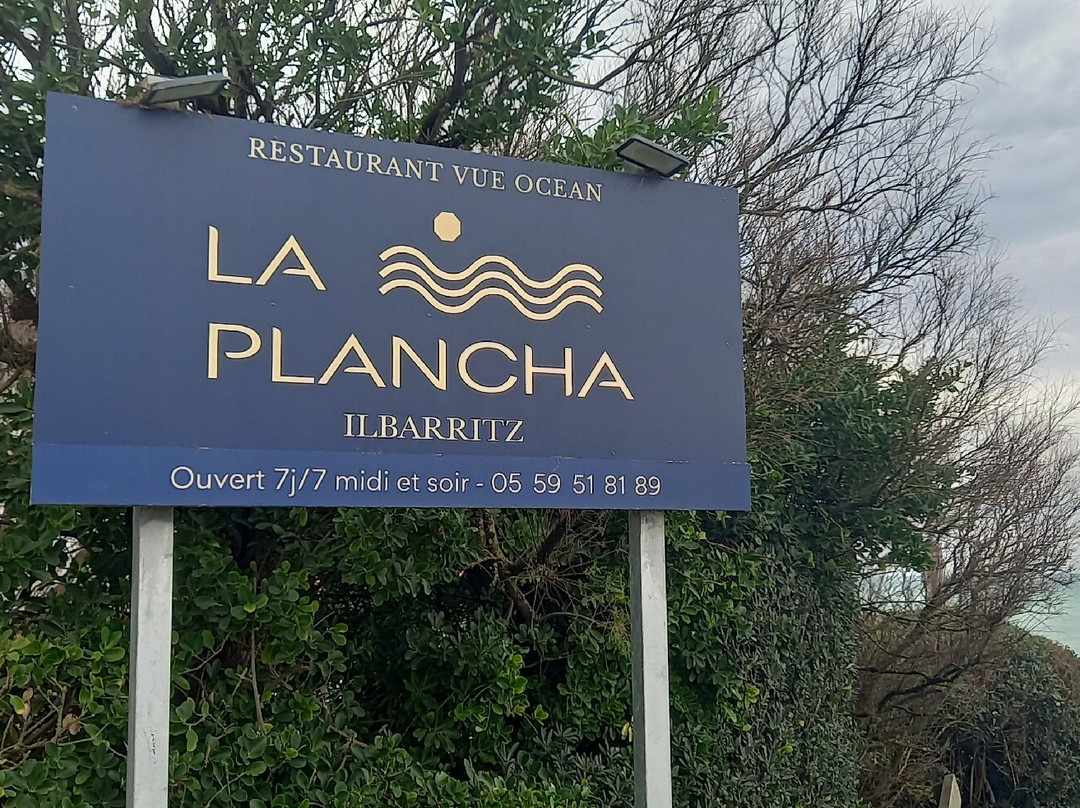 RESTAURANT VUE OCEAN
LA
PLANCHA
ILBARRITZ
Ouvert 7j/7 midi et soir - 05 59 51 81 89